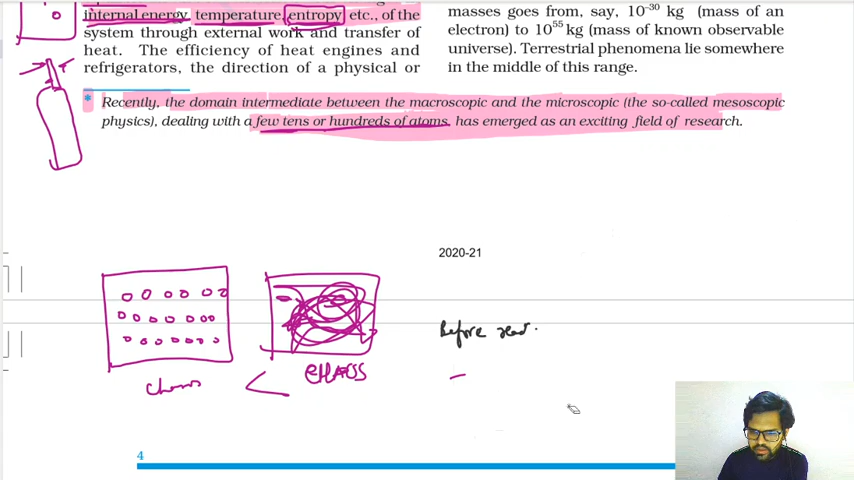 internal energy, temperature, entropy etc., of the
system through external work and transfer of
heat. The efficiency of heat engines and
refrigerators, the direction of a physical or
masses goes from, say, 10⁻³⁰ kg (mass of an
electron) to 10⁵⁵ kg (mass of known observable
universe). Terrestrial phenomena lie somewhere
in the middle of this range.
* Recently, the domain intermediate between the macroscopic and the microscopic (the so-called mesoscopic
physics), dealing with a few tens or hundreds of atoms, has emerged as an exciting field of research.
2020-21
Before
chaos < CHAOS
4